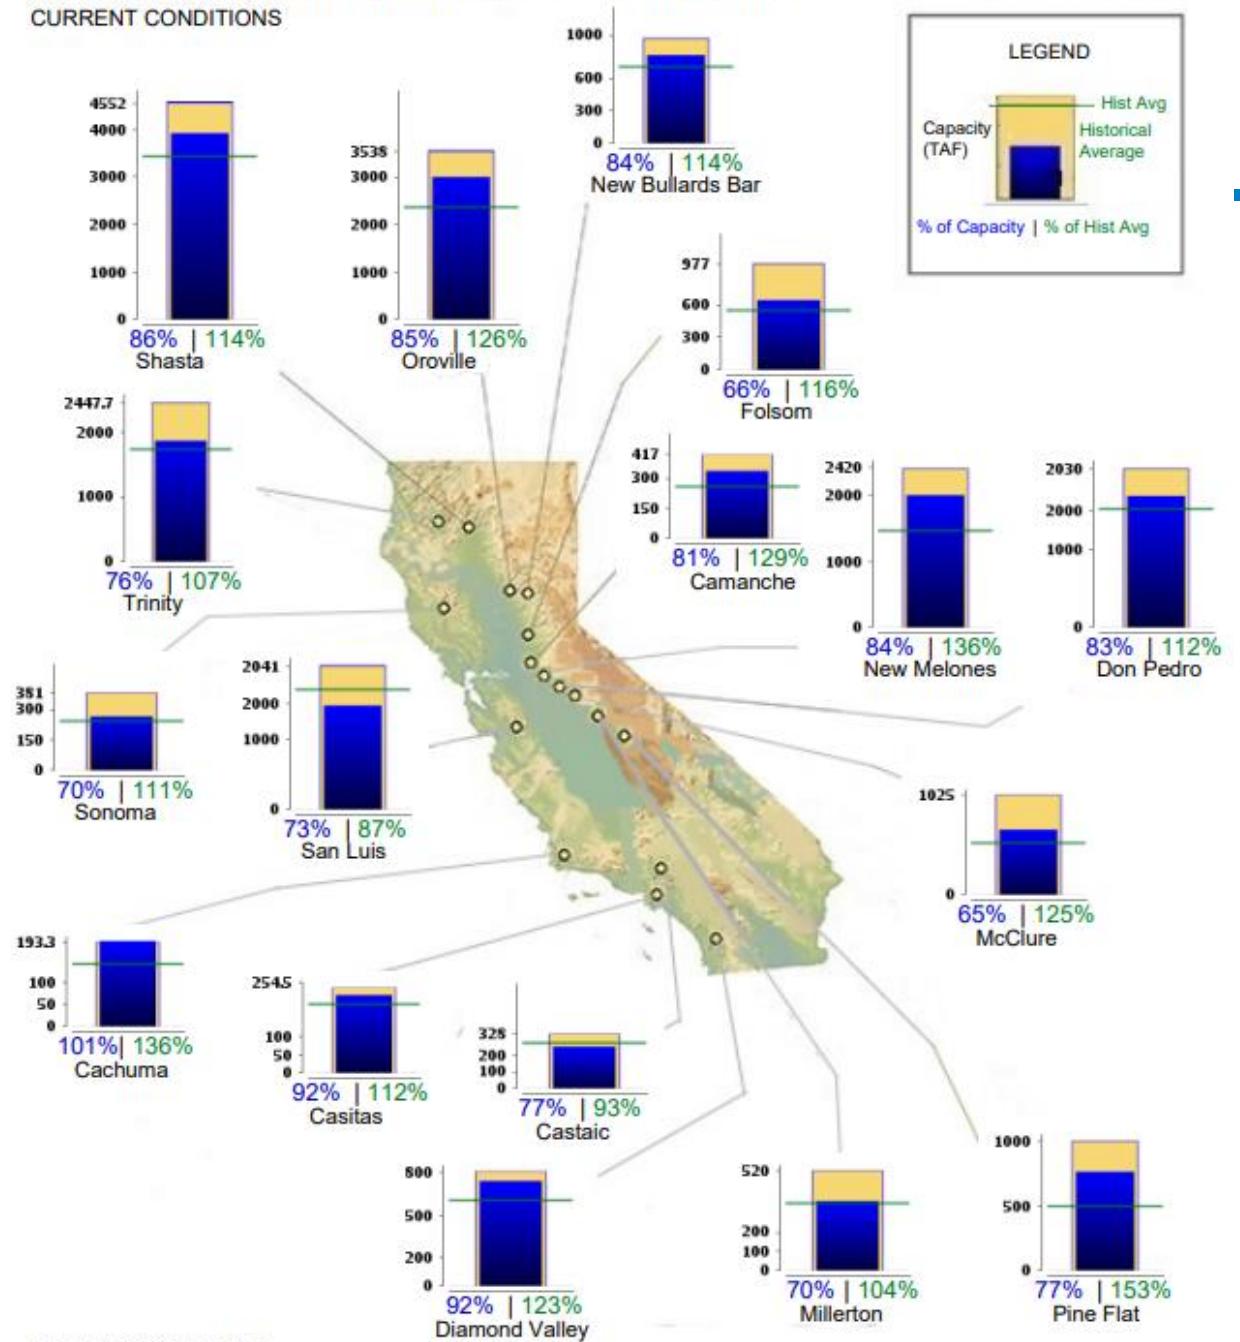 CURRENT CONDITIONS
1000
600
300
0
84% | 114%
New Bullards Bar
LEGEND
Hist Avg
Capacity
(TAF)
Historical
Average
% of Capacity | % of Hist Avg
4552
4000
3000
2000
1000
0
86% | 114%
Shasta
3538
3000
2000
1000
0
85% | 126%
Oroville
977
600
300
0
66% | 116%
Folsom
2447.7
2000
1000
0
76% | 107%
Trinity
417
300
150
0
81% | 129%
Camanche
2420
2000
1000
0
84% | 136%
New Melones
2030
2000
1000
0
83% | 112%
Don Pedro
381
300
150
0
70% | 111%
Sonoma
2041
2000
1000
0
73% | 87%
San Luis
1025
0
65% | 125%
McClure
193.3
100
50
0
101% | 136%
Cachuma
254.5
100
50
0
92% | 112%
Casitas
328
200
100
0
77% | 93%
Castaic
800
500
200
0
92% | 123%
Diamond Valley
520
200
100
0
70% | 104%
Millerton
1000
500
0
77% | 153%
Pine Flat